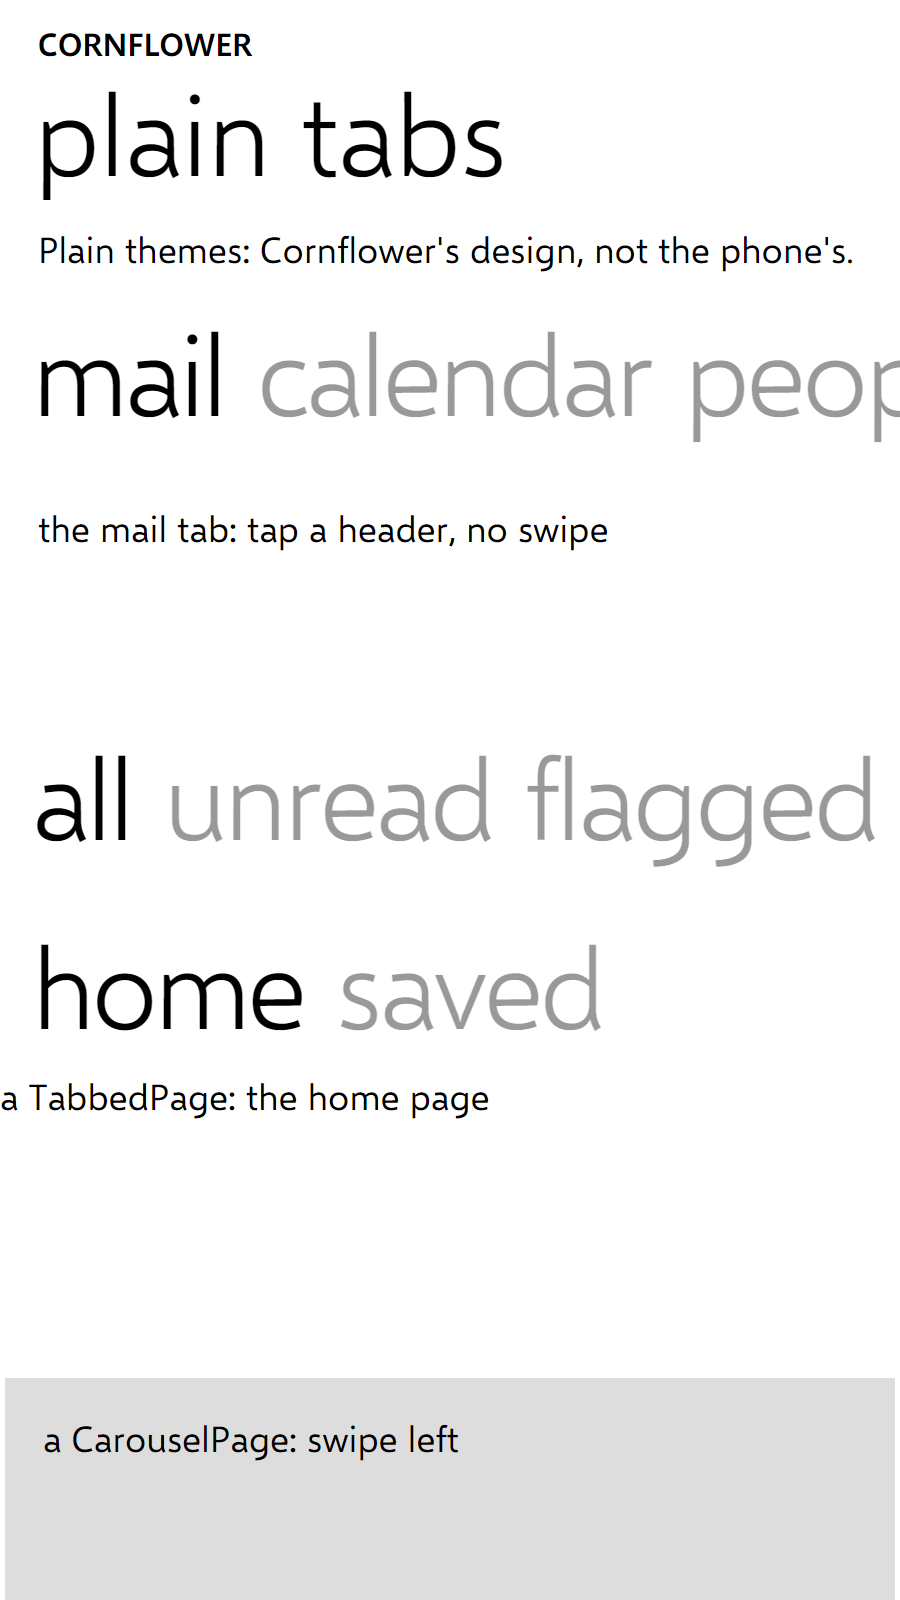 CORNFLOWER
plain tabs
Plain themes: Cornflower's design, not the phone's.
mail calendar peop
the mail tab: tap a header, no swipe
all unread flagged
home saved
a TabbedPage: the home page
a CarouselPage: swipe left